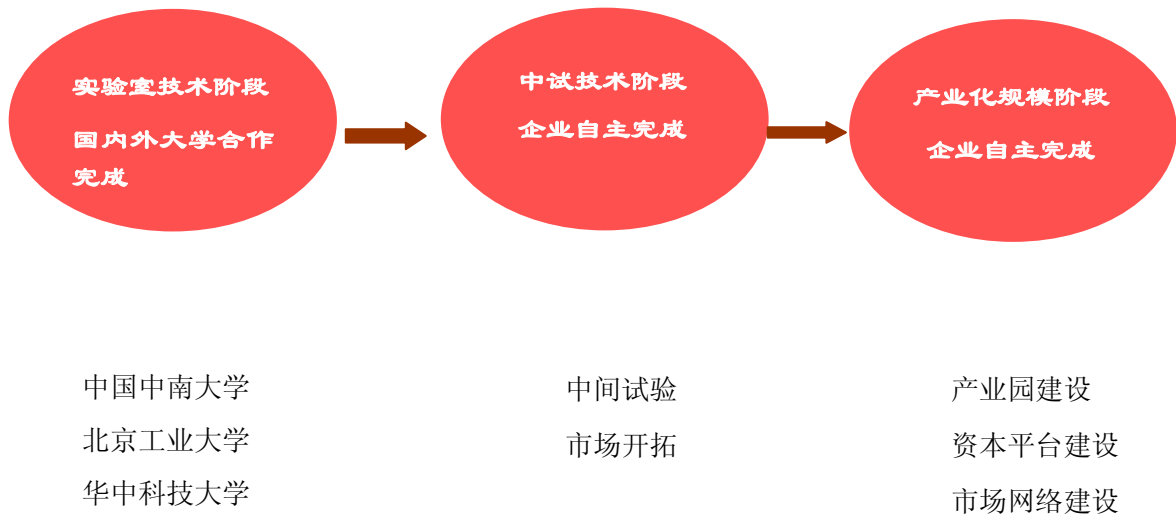 实验室技术阶段
国内外大学合作
完成
中试技术阶段
企业自主完成
产业化规模阶段
企业自主完成
中国中南大学
北京工业大学
华中科技大学
中间试验
市场开拓
产业园建设
资本平台建设
市场网络建设